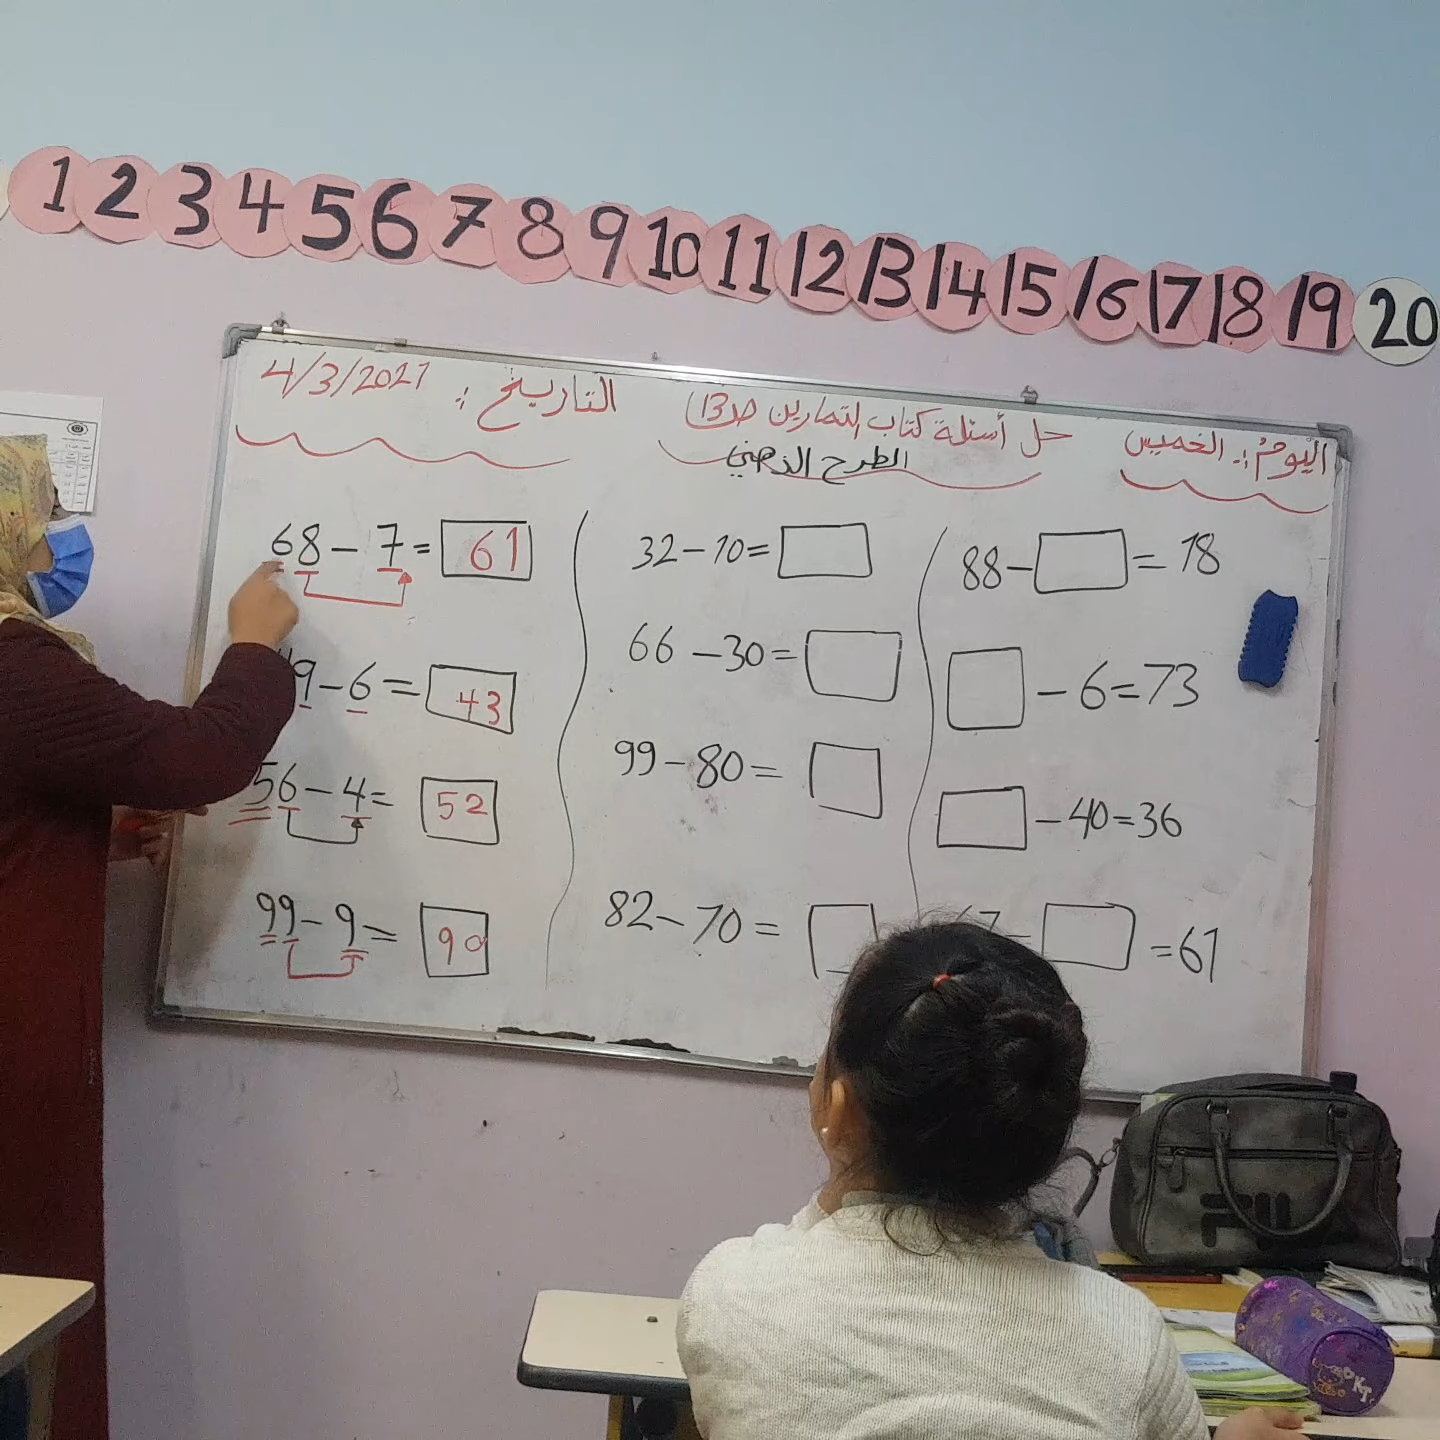 1 2 3 4 5 6 7 8 9 10 11 12 13 14 15 16 17 18 19 20
اليوم :. الخميس
حل أسئلة كتاب التمارين صـ13
الطرح الذهني
التاريخ :. 4/3/2021
68 - 7 = 61
49 - 6 = 43
56 - 4 = 52
99 - 9 = 90
32 - 10 =
66 - 30 =
99 - 80 =
82 - 70 =
88 - = 18
- 6 = 73
- 40 = 36
67 - = 61
FILA